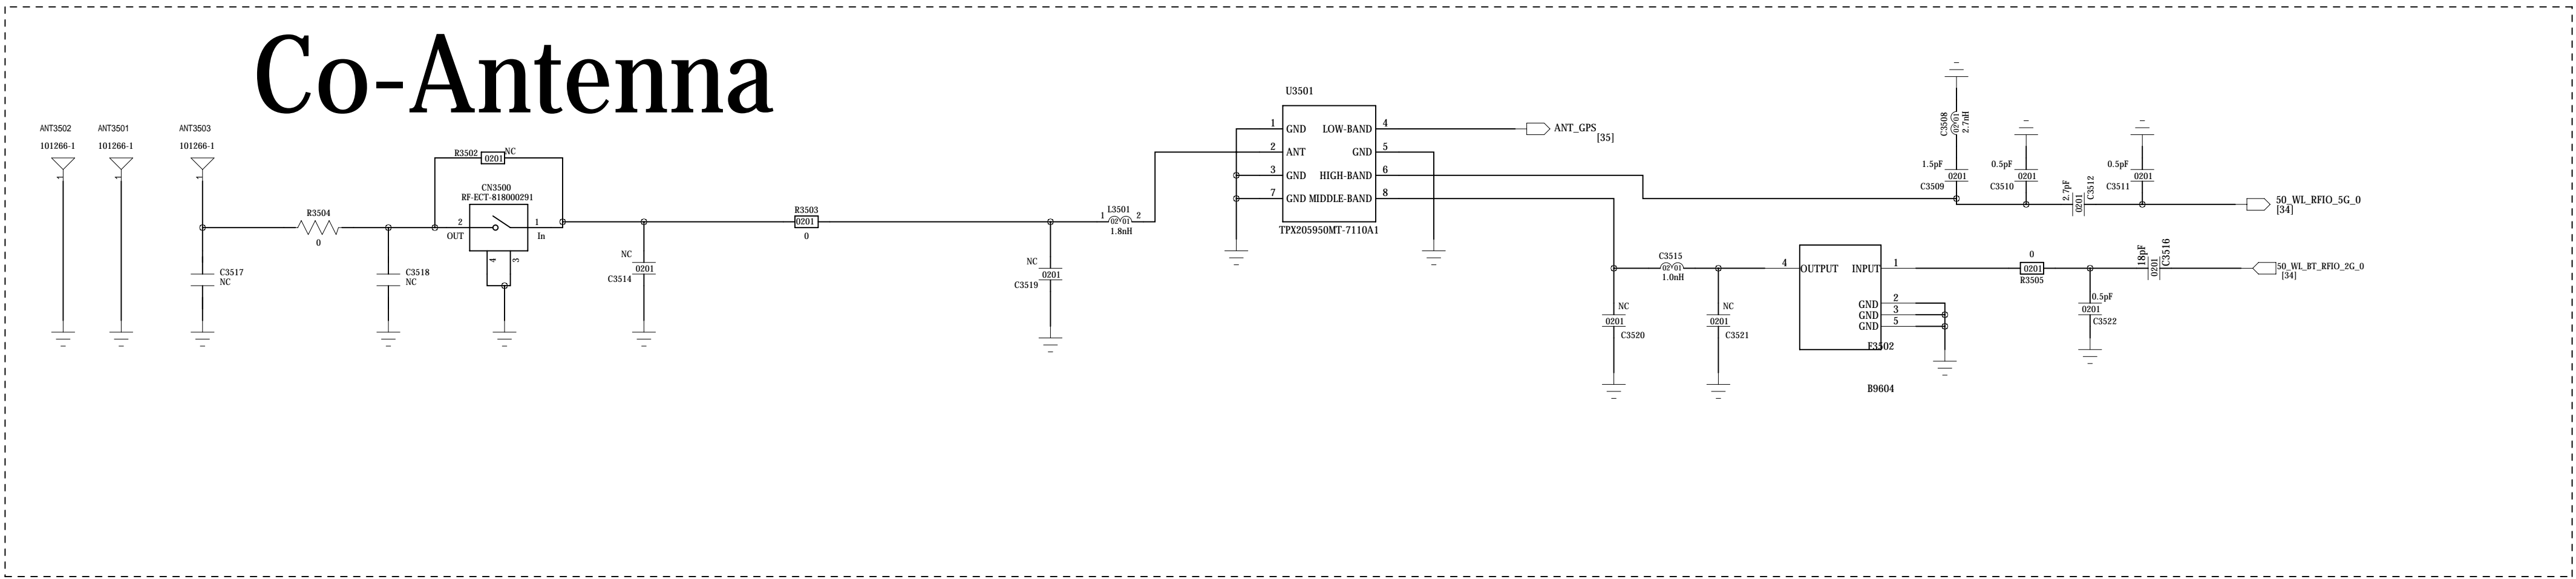 Co-Antenna
ANT3502
101266-1
1
ANT3501
101266-1
1
ANT3503
101266-1
1
C3517
NC
R3504
0
C3518
NC
R3502
0201
NC
CN3500
RF-ECT-818000291
2
1
OUT
In
4
3
NC
0201
C3514
R3503
0201
0
NC
0201
C3519
L3501
1
0201
2
1.8nH
U3501
1
GND
LOW-BAND
4
2
ANT
GND
5
3
GND
HIGH-BAND
6
7
GND
MIDDLE-BAND
8
TPX205950MT-7110A1
ANT_GPS
[35]
C3508
0201
2.7nH
1.5pF
0201
C3509
0.5pF
0201
C3510
2.7pF
0201
C3512
0.5pF
0201
C3511
50_WL_RFIO_5G_0
[34]
NC
0201
C3520
C3515
0201
1.0nH
NC
0201
C3521
4
OUTPUT
INPUT
1
GND
2
GND
3
GND
5
F3502
B9604
0
0201
R3505
0.5pF
0201
C3522
18pF
0201
C3516
50_WL_BT_RFIO_2G_0
[34]